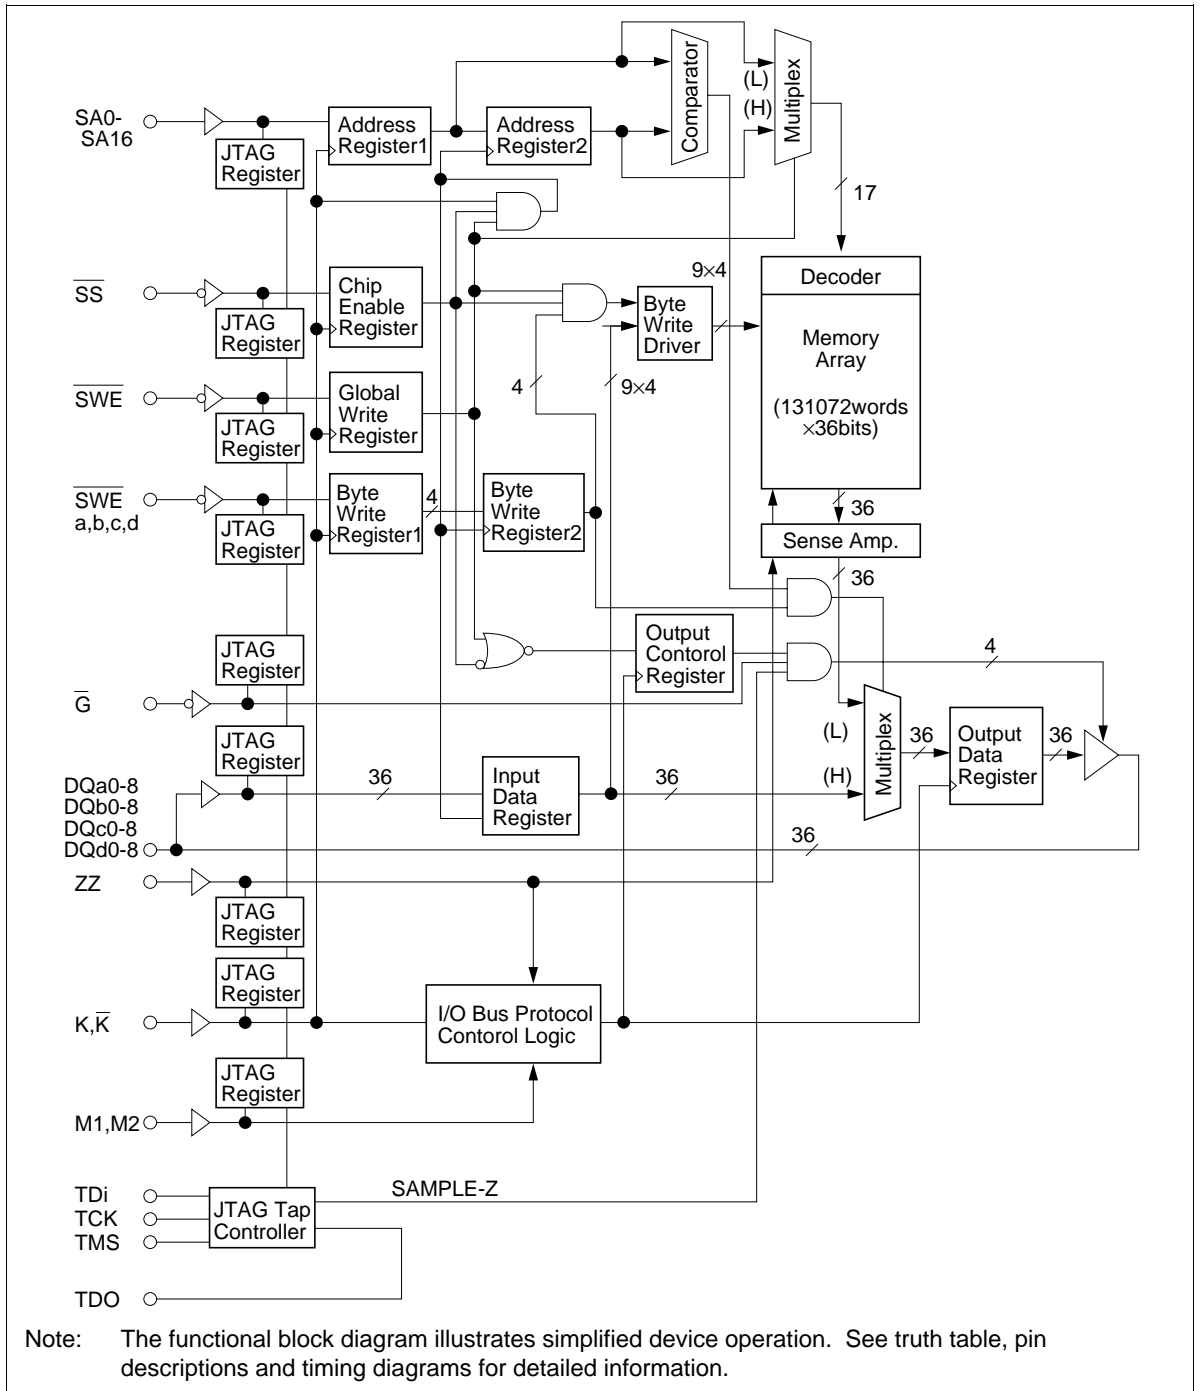 SA0-
SA16
JTAG
Register
Address
Register1
Address
Register2
Comparator
(L)
(H)
Multiplex
17
SS
JTAG
Register
Chip
Enable
Register
9×4
Byte
Write
Driver
Decoder
Memory
Array
(131072words
×36bits)
4
9×4
SWE
JTAG
Register
Global
Write
Register
SWE
a,b,c,d
JTAG
Register
Byte
Write
Register1
4
Byte
Write
Register2
36
Sense Amp.
36
JTAG
Register
Output
Contorol
Register
4
G
JTAG
Register
(L)
(H)
Multiplex
36
Output
Data
Register
36
DQa0-8
DQb0-8
DQc0-8
DQd0-8
36
Input
Data
Register
36
36
ZZ
JTAG
Register
JTAG
Register
K,K
I/O Bus Protocol
Contorol Logic
JTAG
Register
M1,M2
TDi
TCK
TMS
JTAG Tap
Controller
SAMPLE-Z
TDO
Note: The functional block diagram illustrates simplified device operation. See truth table, pin
descriptions and timing diagrams for detailed information.